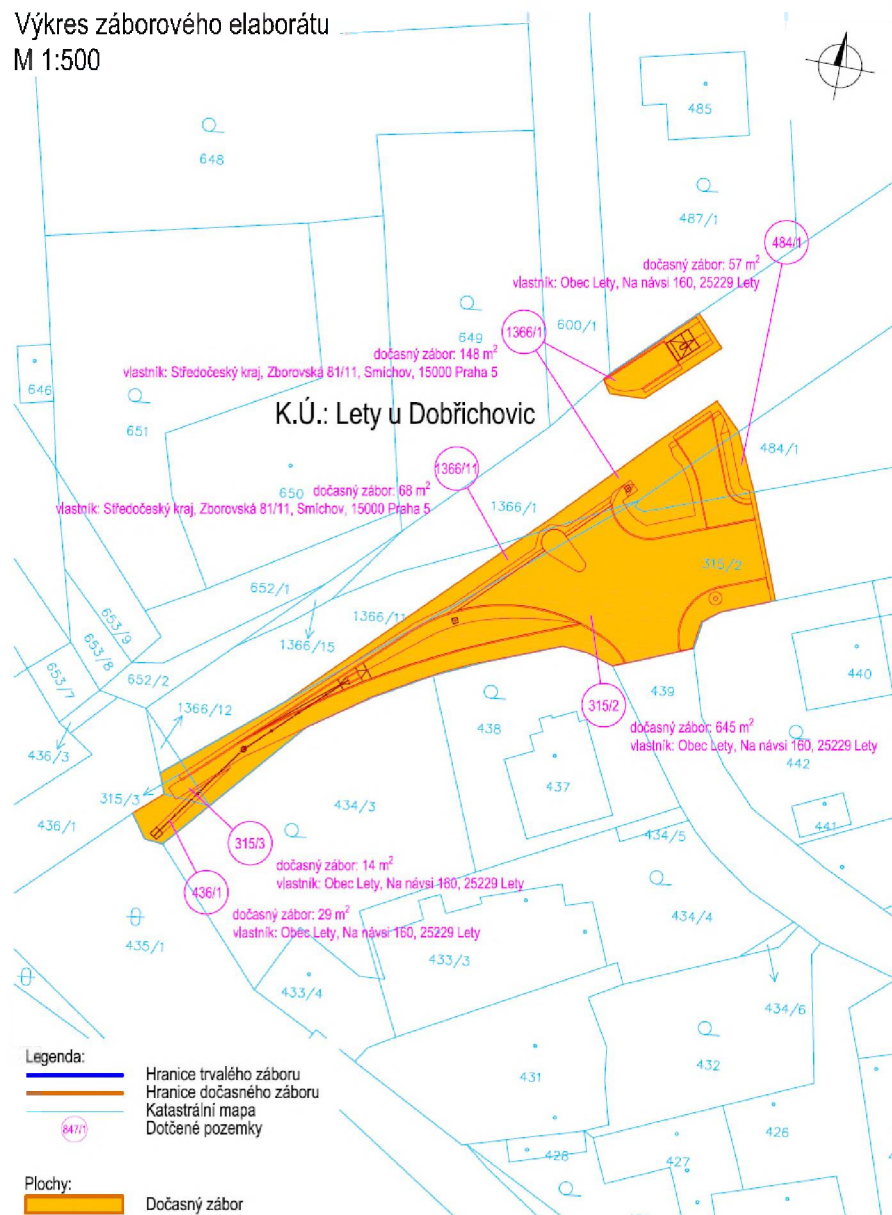 Výkres záborového elaborátu
M 1:500
648
485
487/1
484/1
dočasný zábor: 57 m²
vlastník: Obec Lety, Na návsi 160, 25229 Lety
600/1
1366/1
649
dočasný zábor: 148 m²
vlastník: Středočeský kraj, Zborovská 81/11, Smíchov, 15000 Praha 5
646
651
K.Ú.: Lety u Dobřichovic
484/1
1366/11
650
dočasný zábor: 68 m²
vlastník: Středočeský kraj, Zborovská 81/11, Smíchov, 15000 Praha 5
1366/1
315/2
652/1
1366/11
653/9
1366/15
653/8
653/7
652/2
440
439
1366/12
438
315/2
dočasný zábor: 645 m²
vlastník: Obec Lety, Na návsi 160, 25229 Lety
436/3
442
437
315/3
434/3
436/1
441
434/5
315/3
dočasný zábor: 14 m²
vlastník: Obec Lety, Na návsi 160, 25229 Lety
436/1
dočasný zábor: 29 m²
vlastník: Obec Lety, Na návsi 160, 25229 Lety
434/4
435/1
433/3
433/4
434/6
Legenda:
Hranice trvalého záboru
Hranice dočasného záboru
Katastrální mapa
847/1
Dotčené pozemky
431
432
426
428
427
Plochy:
Dočasný zábor